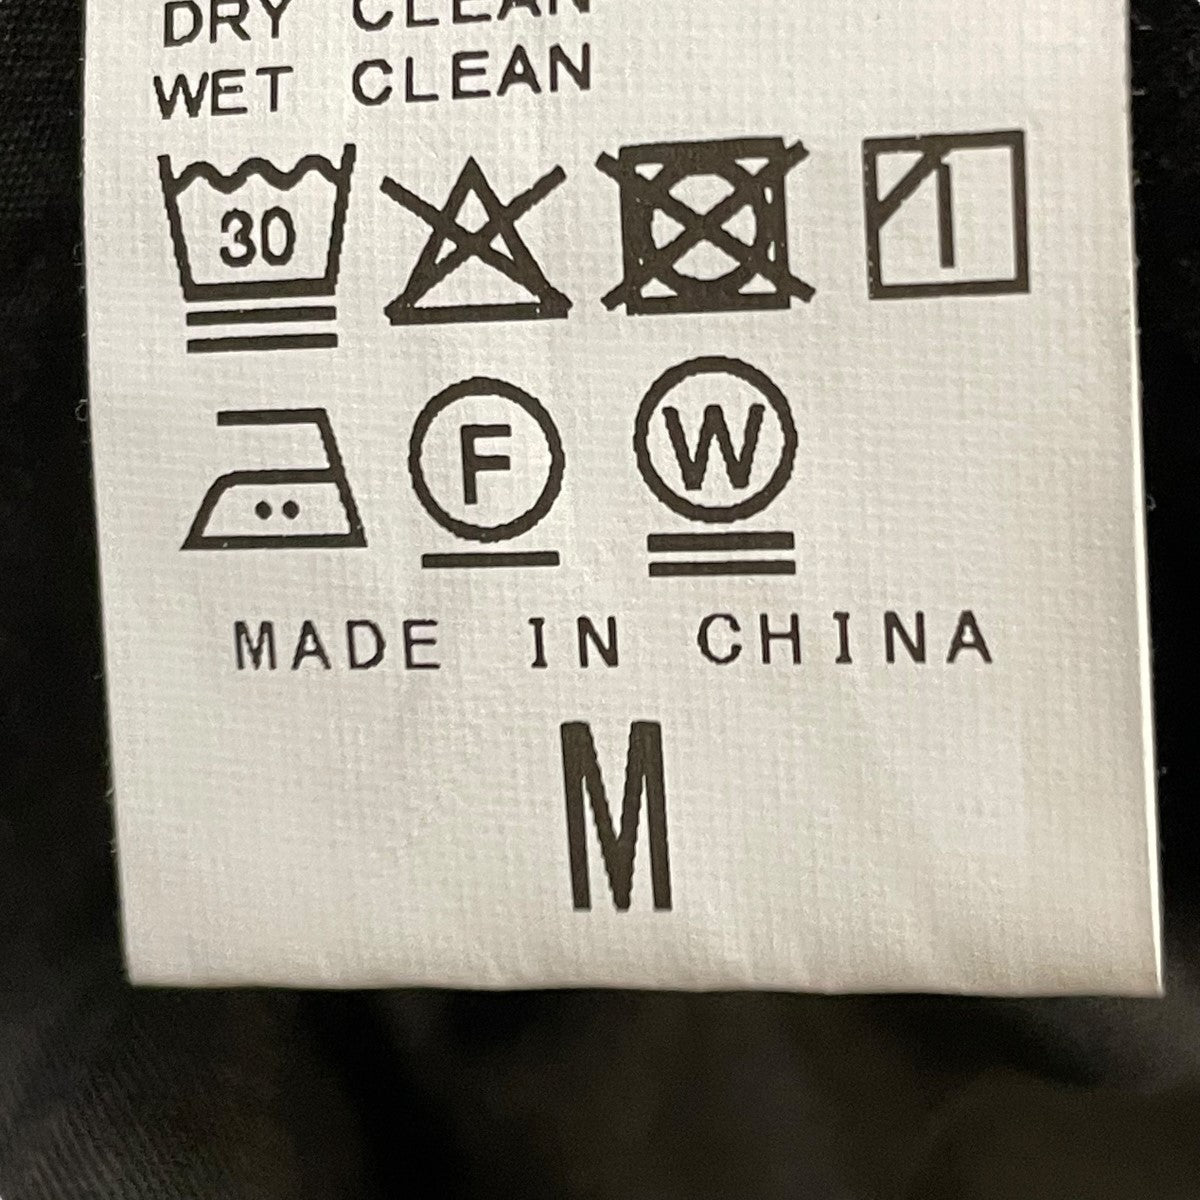 DRY CLEAN
WET CLEAN
30
F W
MADE IN CHINA
M